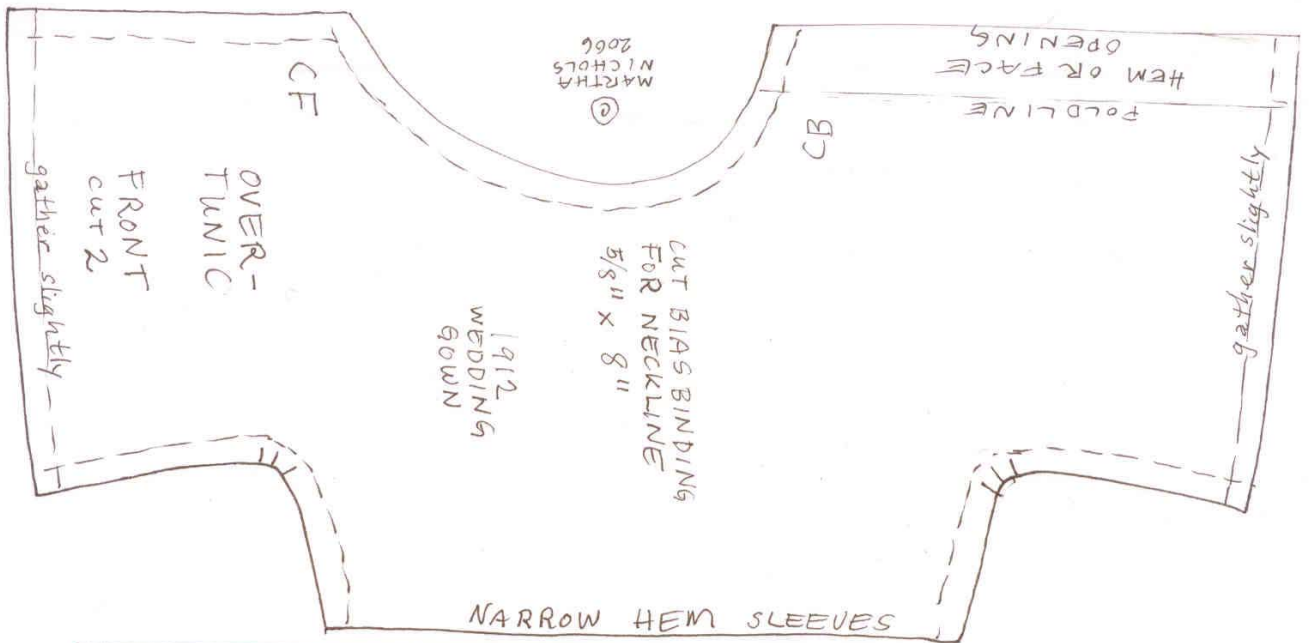 CF
OVER-
TUNIC
FRONT
cut 2
gather slightly
©
MARTHA
NICHOLS
2006
1912
WEDDING
GOWN
CUT BIAS BINDING
FOR NECKLINE
5/8" x 8"
CB
FOLDLINE
HEM OR FACE
OPENING
gather slightly
NARROW HEM SLEEVES